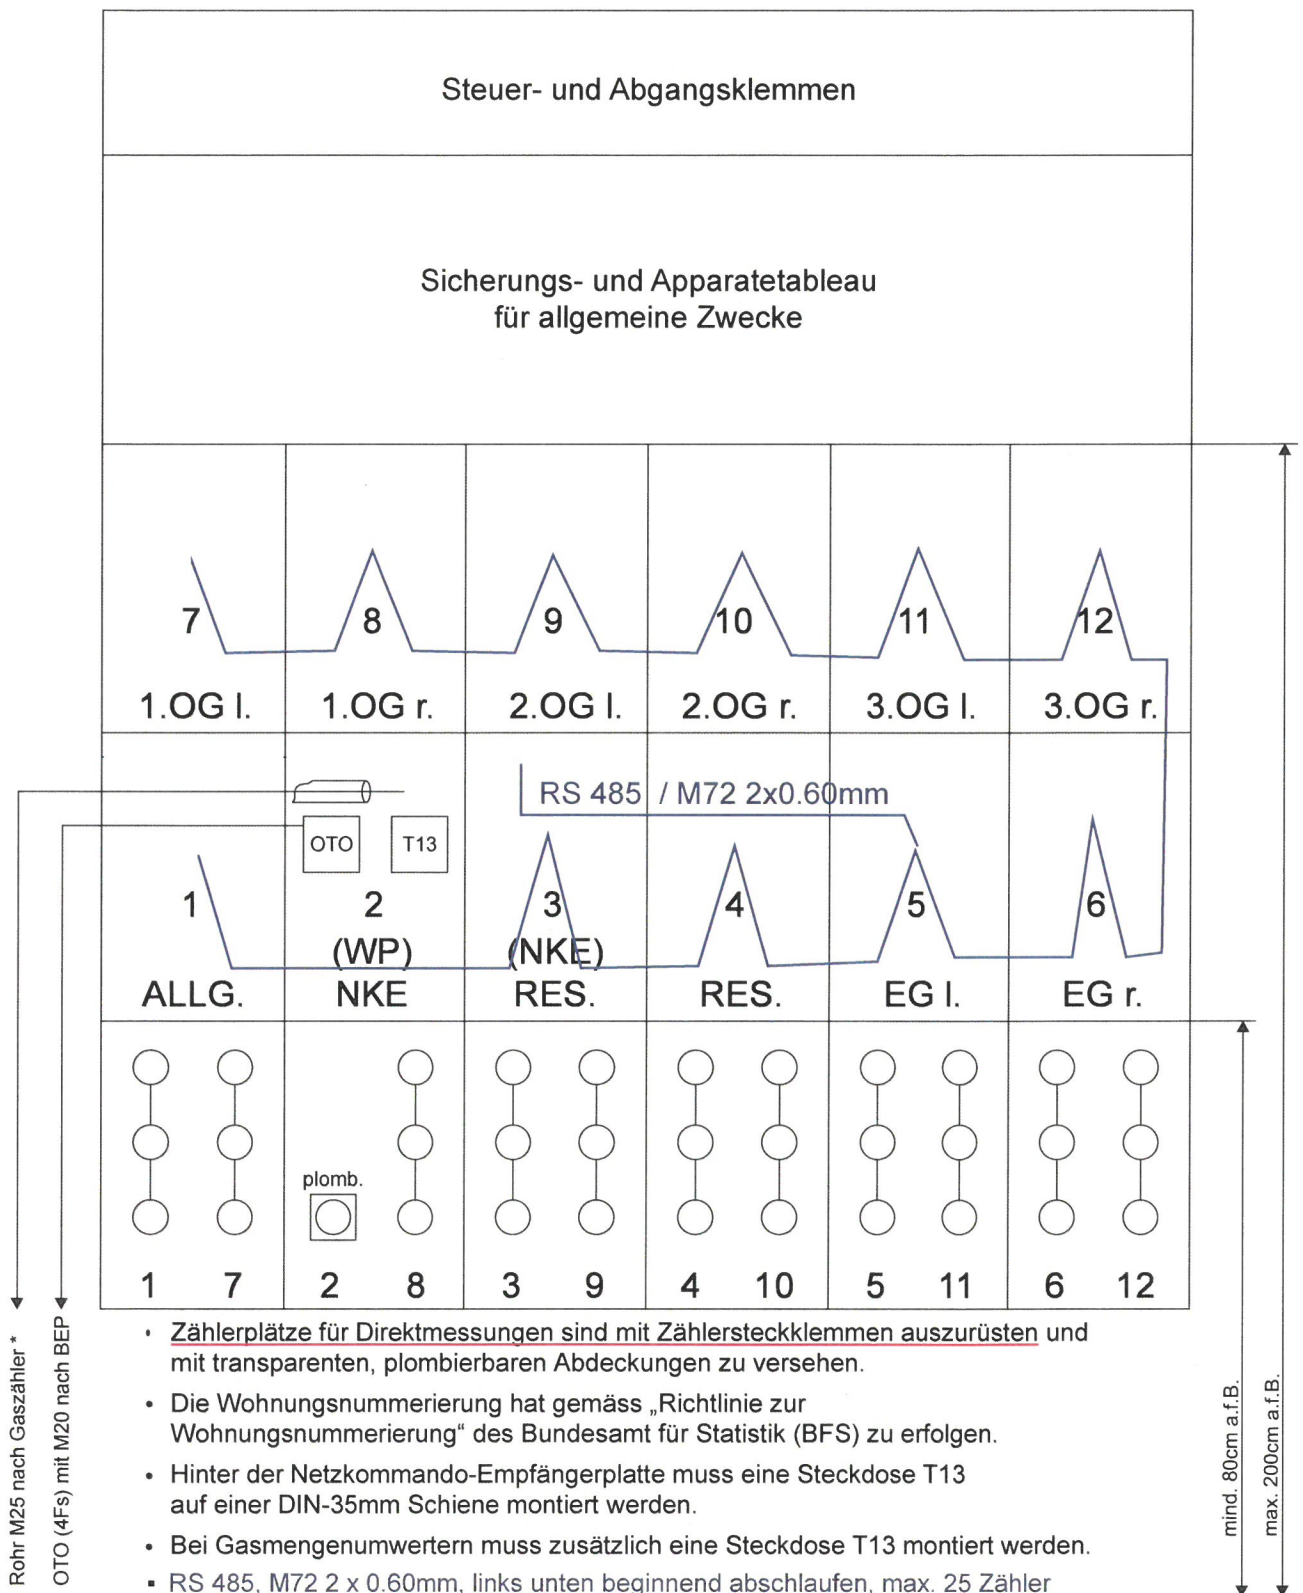 Steuer- und Abgangsklemmen
Sicherungs- und Apparatetableau
für allgemeine Zwecke
7 8 9 10 11 12
1.OG l. 1.OG r. 2.OG l. 2.OG r. 3.OG l. 3.OG r.
RS 485 / M72 2x0.60mm
OTO T13
1 2 3 4 5 6
(WP) (NKE)
ALLG. NKE RES. RES. EG l. EG r.
plomb.
1 7 2 8 3 9 4 10 5 11 6 12
Rohr M25 nach Gaszähler *
OTO (4Fs) mit M20 nach BEP
mind. 80cm a.f.B.
max. 200cm a.f.B.
• Zählerplätze für Direktmessungen sind mit Zählersteckklemmen auszurüsten und
mit transparenten, plombierbaren Abdeckungen zu versehen.
• Die Wohnungsnummerierung hat gemäss „Richtlinie zur
Wohnungsnummerierung“ des Bundesamt für Statistik (BFS) zu erfolgen.
• Hinter der Netzkommando-Empfängerplatte muss eine Steckdose T13
auf einer DIN-35mm Schiene montiert werden.
• Bei Gasmengenumwertern muss zusätzlich eine Steckdose T13 montiert werden.
▪ RS 485, M72 2 x 0.60mm, links unten beginnend abschlaufen, max. 25 Zähler